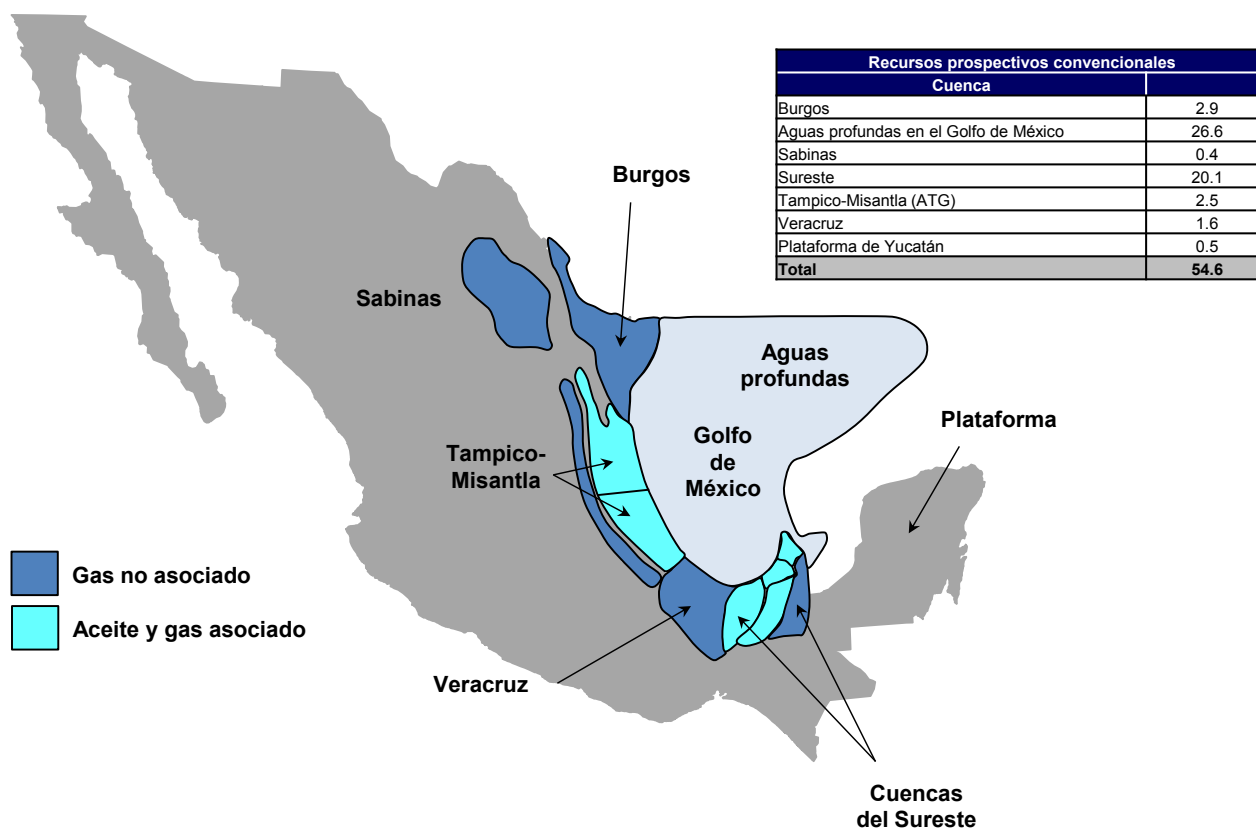 Recursos prospectivos convencionales
Cuenca
Burgos 2.9
Aguas profundas en el Golfo de México 26.6
Sabinas 0.4
Sureste 20.1
Tampico-Misantla (ATG) 2.5
Veracruz 1.6
Plataforma de Yucatán 0.5
Total 54.6
Burgos
Sabinas
Aguas
profundas
Plataforma
Golfo
de
México
Tampico-
Misantla
Gas no asociado
Aceite y gas asociado
Veracruz
Cuencas
del Sureste